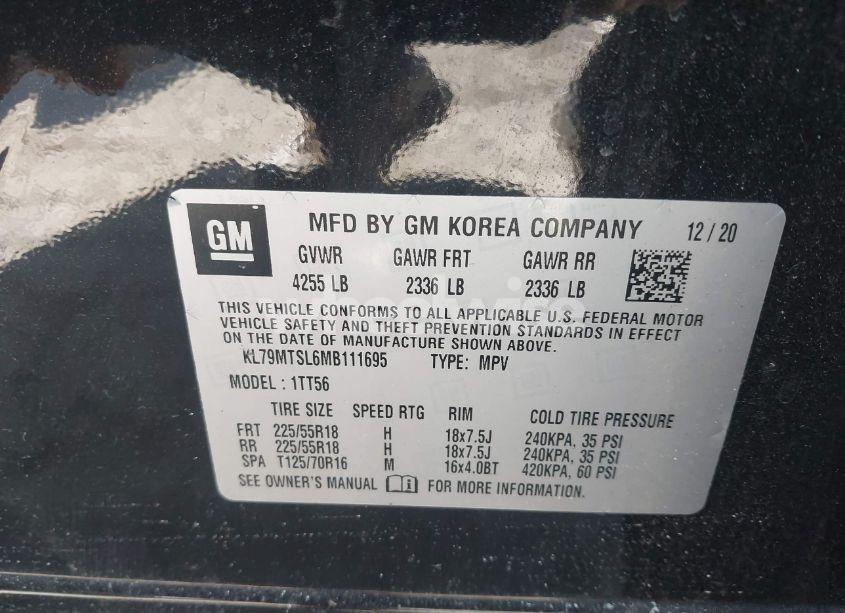 GM MFD BY GM KOREA COMPANY 12 / 20
GVWR GAWR FRT GAWR RR
4255 LB 2336 LB 2336 LB
THIS VEHICLE CONFORMS TO ALL APPLICABLE U.S. FEDERAL MOTOR
VEHICLE SAFETY AND THEFT PREVENTION STANDARDS IN EFFECT
ON THE DATE OF MANUFACTURE SHOWN ABOVE.
KL79MTSL6MB111695 TYPE: MPV
MODEL : 1TT56
TIRE SIZE SPEED RTG RIM COLD TIRE PRESSURE
FRT 225/55R18 H 18x7.5J 240KPA, 35 PSI
RR 225/55R18 H 18x7.5J 240KPA, 35 PSI
SPA T125/70R16 M 16x4.0BT 420KPA, 60 PSI
SEE OWNER'S MANUAL FOR MORE INFORMATION.